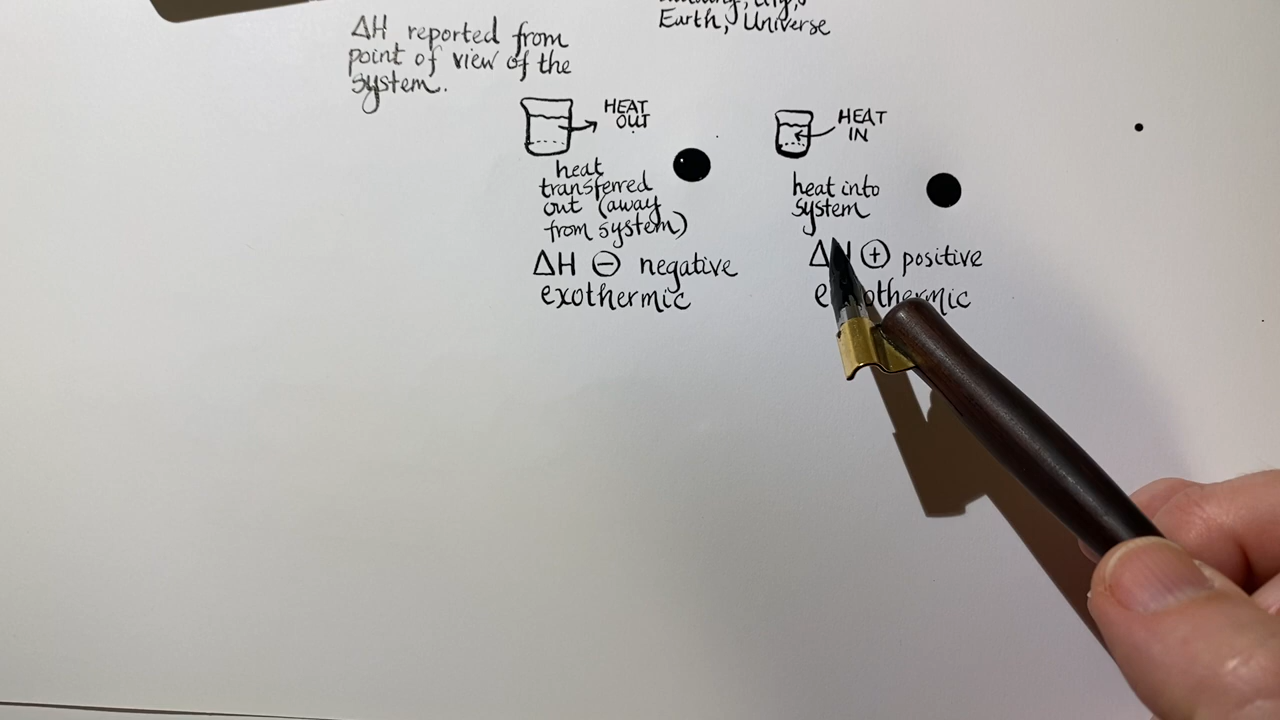 Earth, Universe
ΔH reported from
point of view of the
system.
HEAT
OUT
heat
transferred
out (away
from system)
ΔH ⊖ negative
exothermic
HEAT
IN
heat into
system
ΔH ⊕ positive